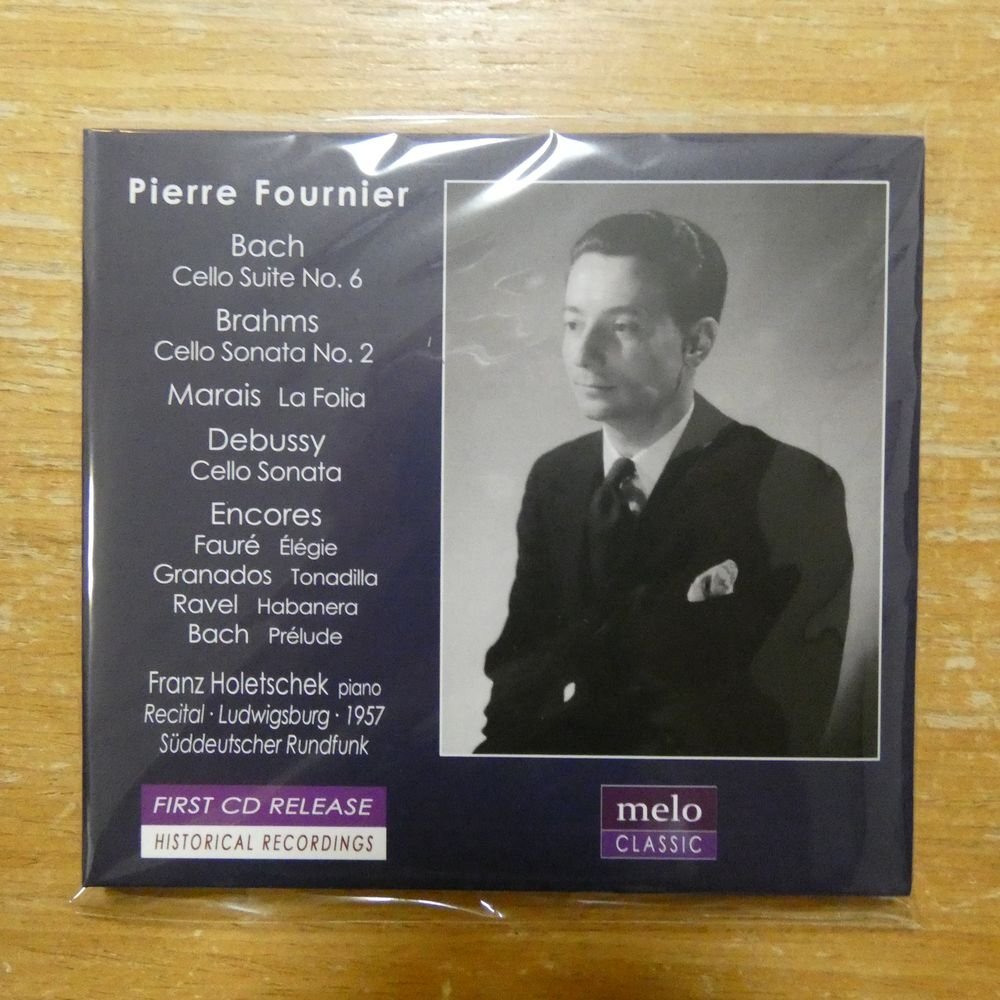 Pierre Fournier
Bach
Cello Suite No. 6
Brahms
Cello Sonata No. 2
Marais La Folia
Debussy
Cello Sonata
Encores
Fauré Élégie
Granados Tonadilla
Ravel Habanera
Bach Prélude
Franz Holetschek piano
Recital · Ludwigsburg · 1957
Süddeutscher Rundfunk
FIRST CD RELEASE
HISTORICAL RECORDINGS
melo
CLASSIC